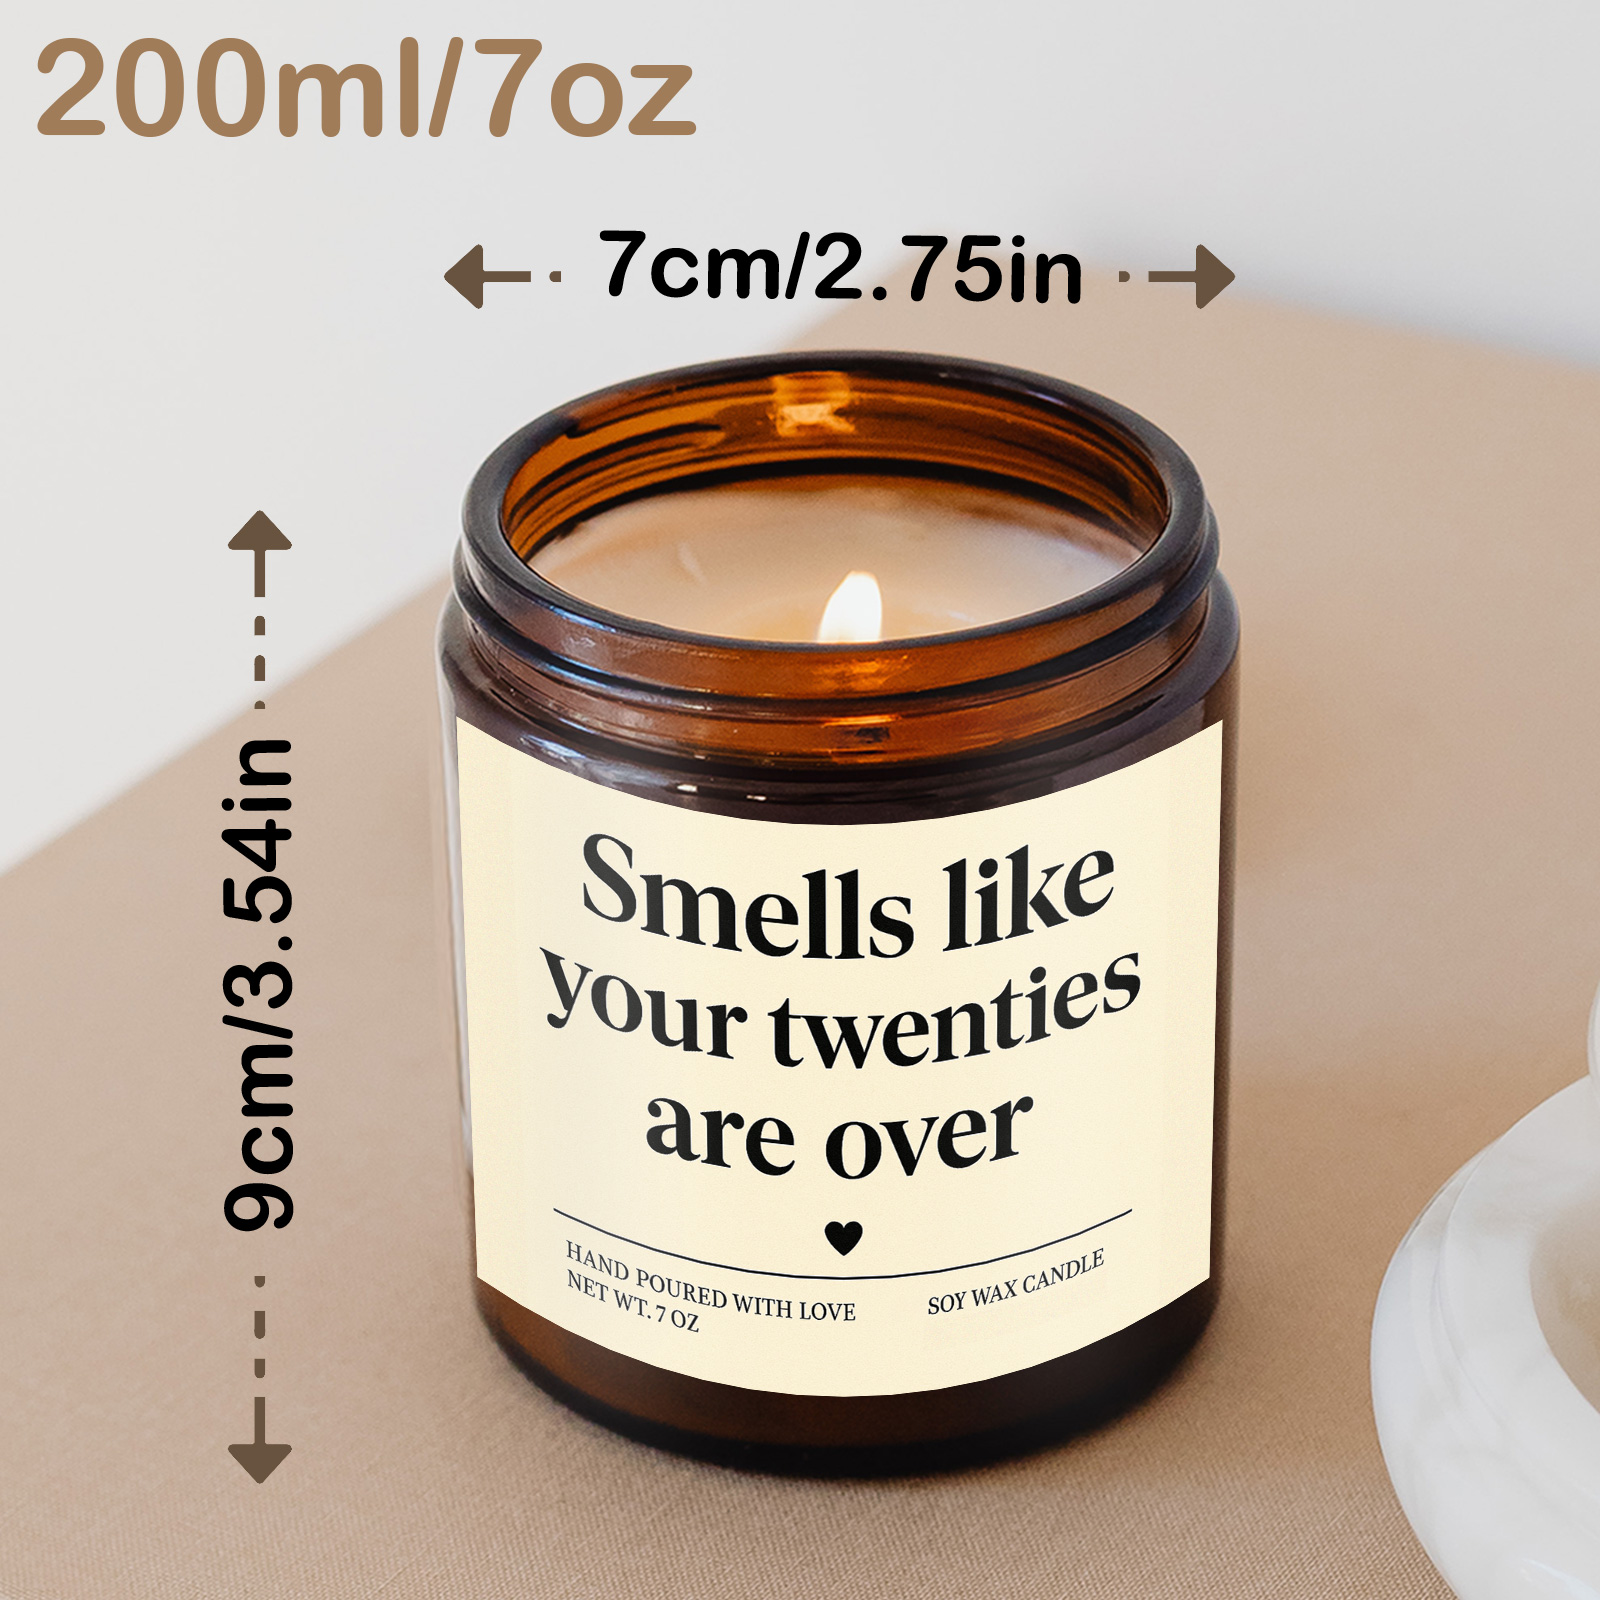 200ml/7oz
7cm/2.75in
9cm/3.54in
Smells like
your twenties
are over
HAND POURED WITH LOVE
NET WT. 7 OZ
SOY WAX CANDLE